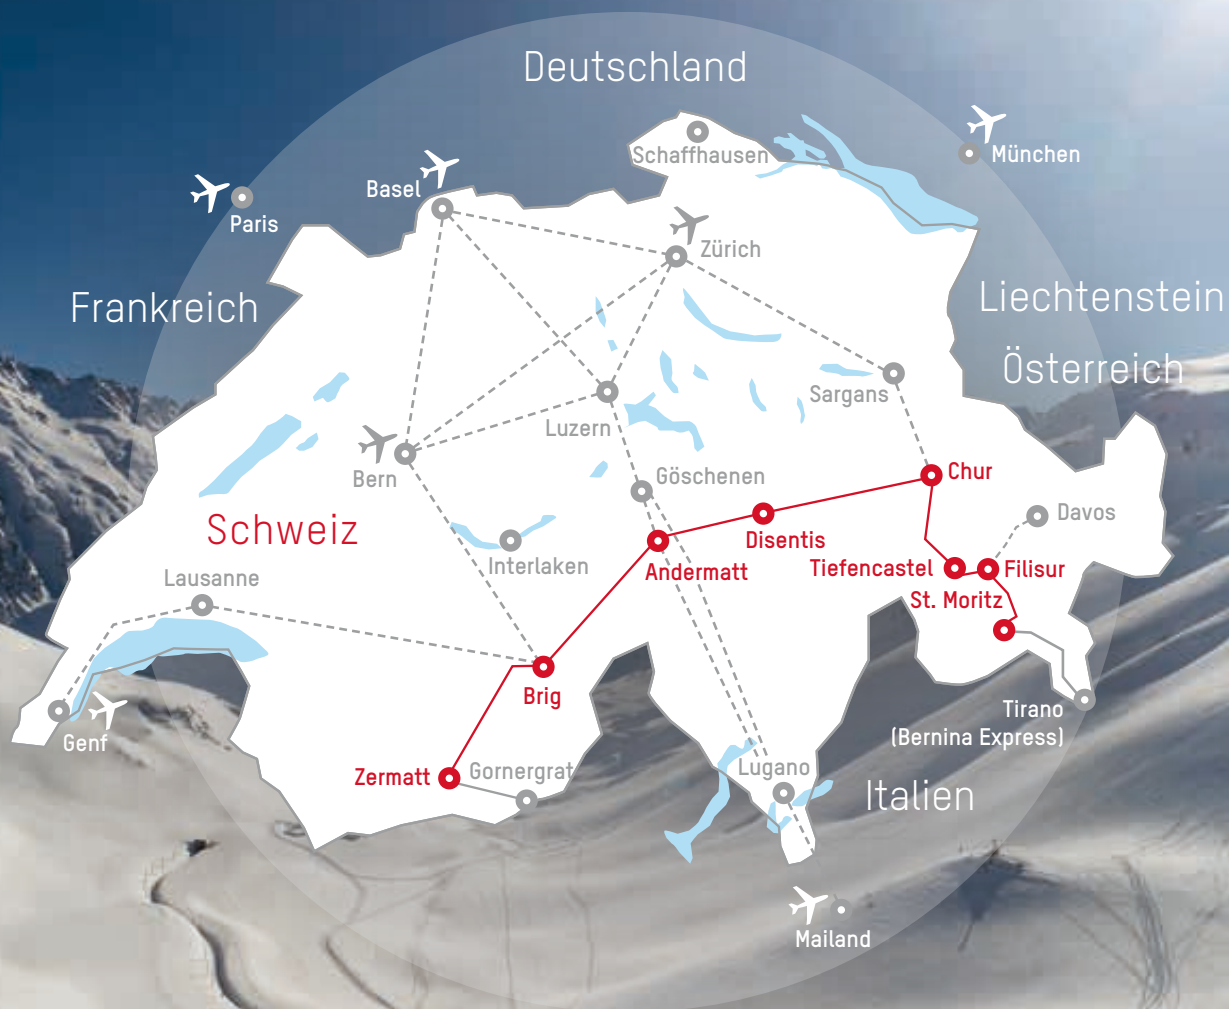 Deutschland
Schaffhausen
München
Basel
Paris
Zürich
Frankreich
Liechtenstein
Österreich
Sargans
Luzern
Bern
Göschenen
Chur
Schweiz
Davos
Disentis
Interlaken
Andermatt
Tiefencastel
Filisur
Lausanne
St. Moritz
Brig
Tirano
(Bernina Express)
Genf
Zermatt
Gornergrat
Lugano
Italien
Mailand